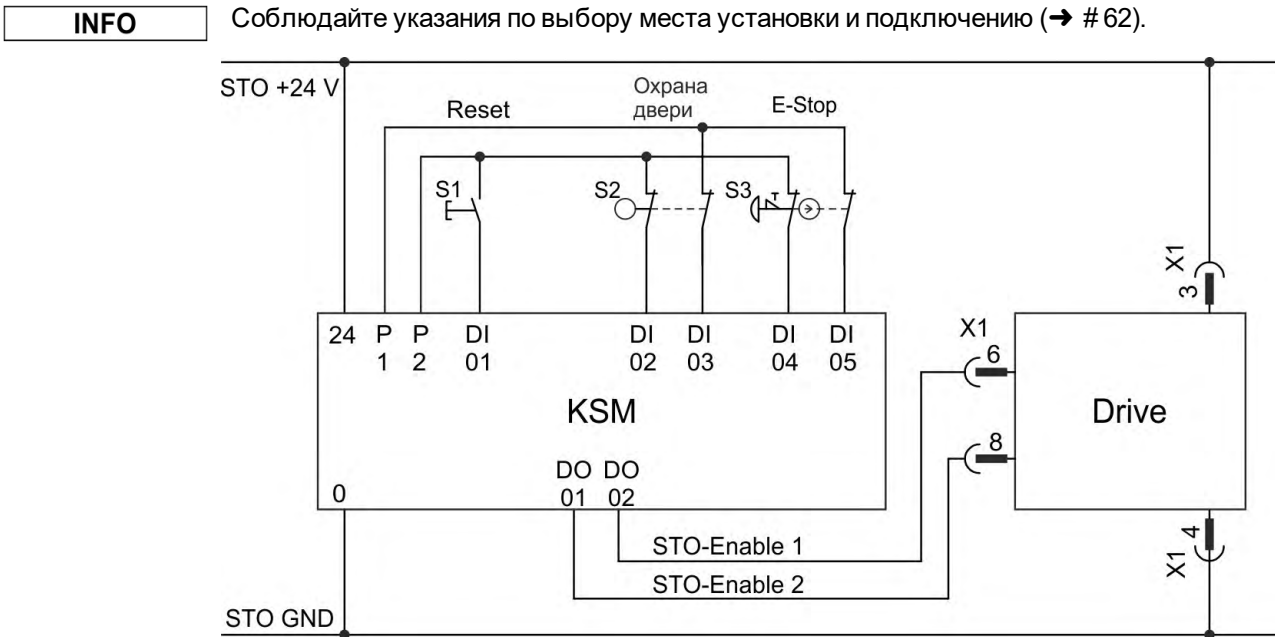 INFO
Соблюдайте указания по выбору места установки и подключению (➜ # 62).
STO +24 V
Reset
Охрана
двери
E-Stop
S1
S2
S3
X1
3
24 P P DI DI DI DI DI
1 2 01 02 03 04 05
X1
6
KSM
Drive
8
DO DO
0 01 02
4
X1
STO-Enable 1
STO-Enable 2
STO GND